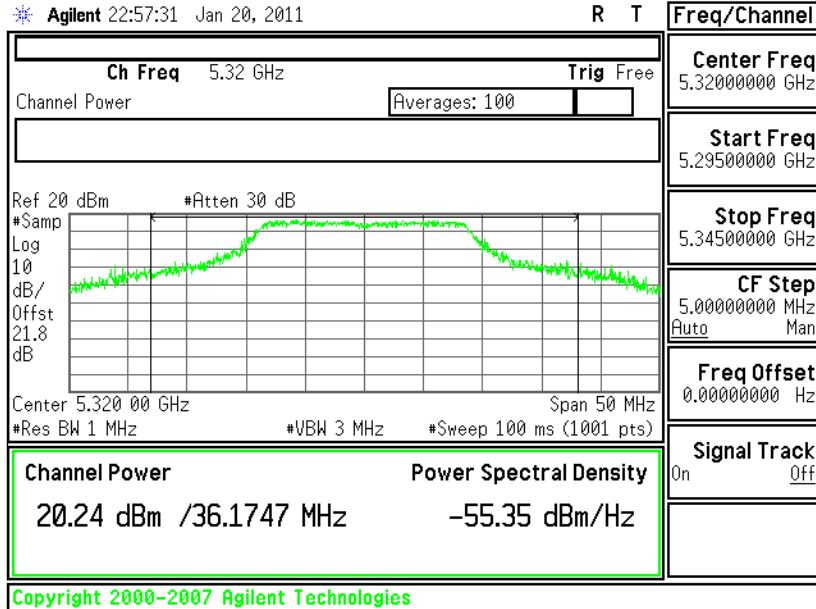 Agilent 22:57:31 Jan 20, 2011 R T
Freq/Channel
Ch Freq 5.32 GHz Trig Free
Channel Power Averages: 100
Ref 20 dBm #Atten 30 dB
#Samp
Log
10
dB/
Offst
21.8
dB
Center 5.320 00 GHz Span 50 MHz
#Res BW 1 MHz #VBW 3 MHz #Sweep 100 ms (1001 pts)
Channel Power Power Spectral Density
20.24 dBm /36.1747 MHz -55.35 dBm/Hz
Center Freq
5.32000000 GHz
Start Freq
5.29500000 GHz
Stop Freq
5.34500000 GHz
CF Step
5.00000000 MHz
Auto Man
Freq Offset
0.00000000 Hz
Signal Track
On Off
Copyright 2000-2007 Agilent Technologies